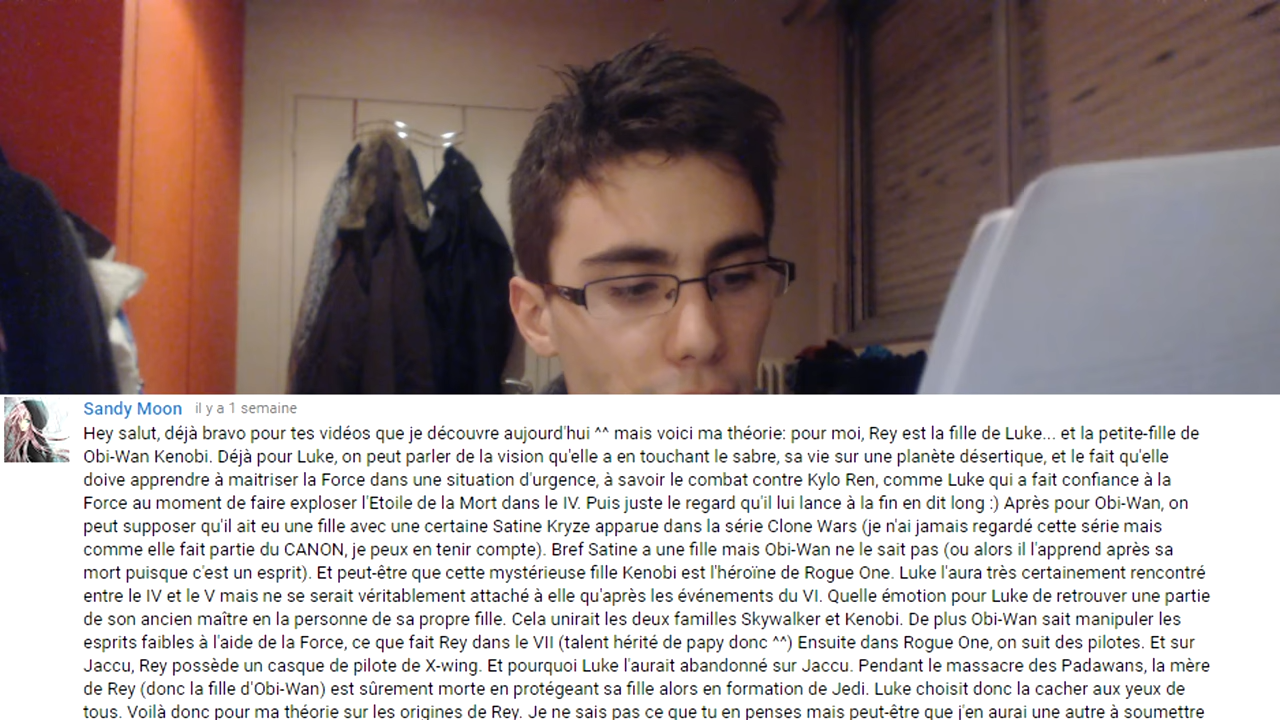 Sandy Moon il y a 1 semaine
Hey salut, déjà bravo pour tes vidéos que je découvre aujourd'hui ^^ mais voici ma théorie: pour moi, Rey est la fille de Luke... et la petite-fille de
Obi-Wan Kenobi. Déjà pour Luke, on peut parler de la vision qu'elle a en touchant le sabre, sa vie sur une planète désertique, et le fait qu'elle
doive apprendre à maitriser la Force dans une situation d'urgence, à savoir le combat contre Kylo Ren, comme Luke qui a fait confiance à la
Force au moment de faire exploser l'Etoile de la Mort dans le IV. Puis juste le regard qu'il lui lance à la fin en dit long :) Après pour Obi-Wan, on
peut supposer qu'il ait eu une fille avec une certaine Satine Kryze apparue dans la série Clone Wars (je n'ai jamais regardé cette série mais
comme elle fait partie du CANON, je peux en tenir compte). Bref Satine a une fille mais Obi-Wan ne le sait pas (ou alors il l'apprend après sa
mort puisque c'est un esprit). Et peut-être que cette mystérieuse fille Kenobi est l'héroïne de Rogue One. Luke l'aura très certainement rencontré
entre le IV et le V mais ne se serait véritablement attaché à elle qu'après les événements du VI. Quelle émotion pour Luke de retrouver une partie
de son ancien maître en la personne de sa propre fille. Cela unirait les deux familles Skywalker et Kenobi. De plus Obi-Wan sait manipuler les
esprits faibles à l'aide de la Force, ce que fait Rey dans le VII (talent hérité de papy donc ^^) Ensuite dans Rogue One, on suit des pilotes. Et sur
Jaccu, Rey possède un casque de pilote de X-wing. Et pourquoi Luke l'aurait abandonné sur Jaccu. Pendant le massacre des Padawans, la mère
de Rey (donc la fille d'Obi-Wan) est sûrement morte en protégeant sa fille alors en formation de Jedi. Luke choisit donc la cacher aux yeux de
tous. Voilà donc pour ma théorie sur les origines de Rey. Je ne sais pas ce que tu en penses mais peut-être que j'en aurai une autre à soumettre